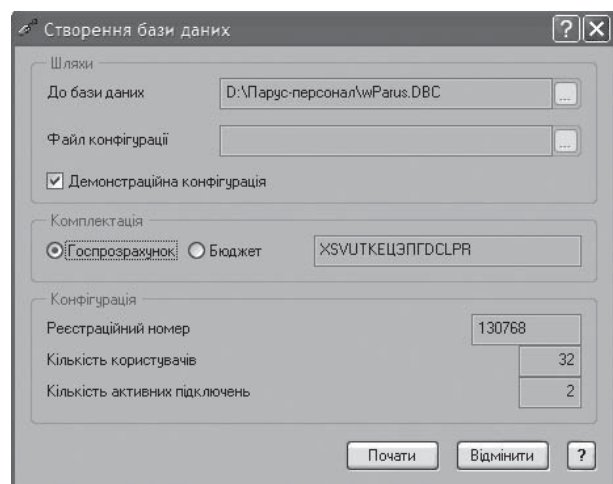 Створення бази даних
Шляхи
До бази даних D:\Парус-персонал\wParus.DBC ...
Файл конфігурації ...
Демонстраційна конфігурація
Комплектація
Госпрозрахунок Бюджет XSVUTKEЦЗПГDCLPR
Конфігурація
Реєстраційний номер 130768
Кількість користувачів 32
Кількість активних підключень 2
Почати Відмінити ?